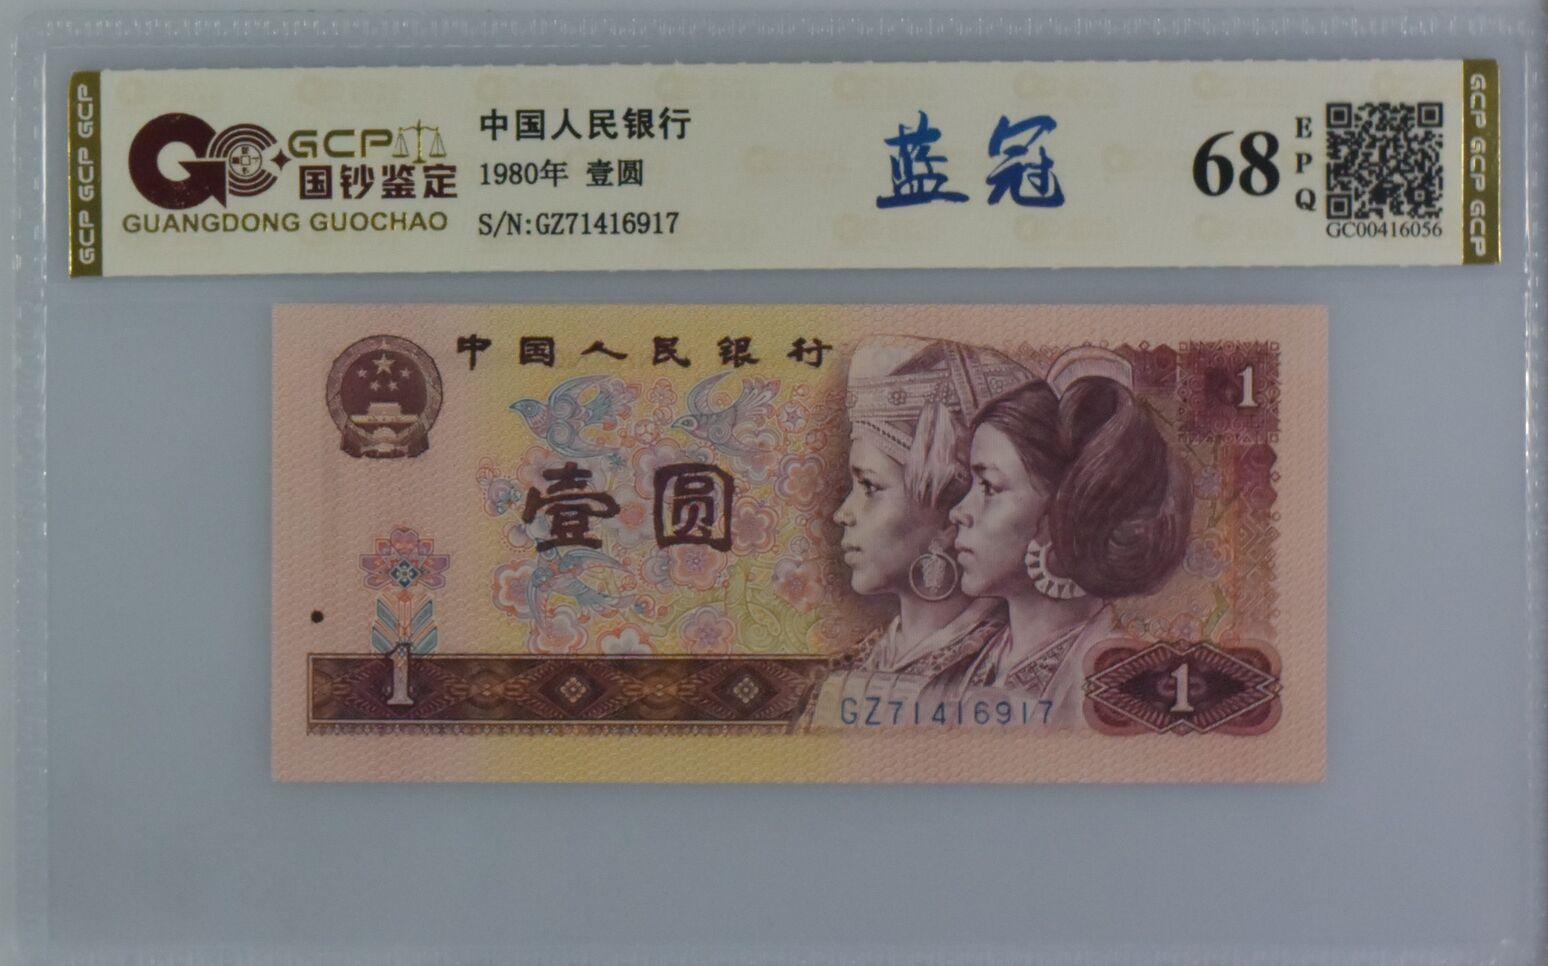 GCP GCP GCP
GCP
国钞鉴定
GUANGDONG GUOCHAO
中国人民银行
1980年 壹圆
S/N:GZ71416917
蓝冠
68
EPQ
GC00416056
GCP GCP GCP
中国人民银行
1
壹圆
1
GZ71416917
1